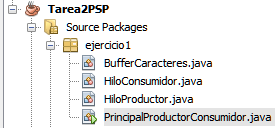 Tarea2PSP
Source Packages
ejercicio1
BufferCaracteres.java
HiloConsumidor.java
HiloProductor.java
PrincipalProductorConsumidor.java